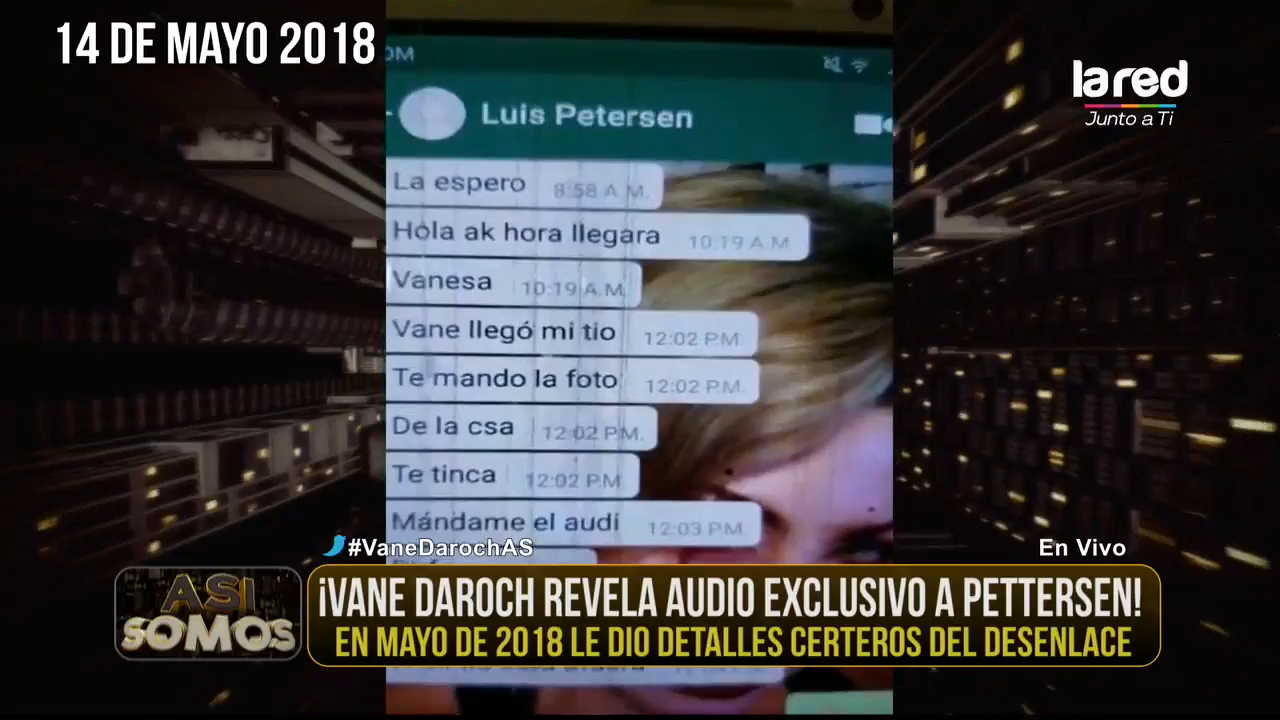 14 DE MAYO 2018
la red
Junto a Ti
Luis Petersen
La espero 8:58 A.M.
Hola ak hora llegara 10:19 A.M
Vanesa 10:19 A.M.
Vane llegó mi tio 12:02 P.M.
Te mando la foto 12:02 P.M.
De la csa 12:02 P.M.
Te tinca 12:02 P.M
Mándame el audi 12:03 P.M.
#VaneDarochAS
En Vivo
ASI
SOMOS
¡VANE DAROCH REVELA AUDIO EXCLUSIVO A PETTERSEN!
EN MAYO DE 2018 LE DIO DETALLES CERTEROS DEL DESENLACE